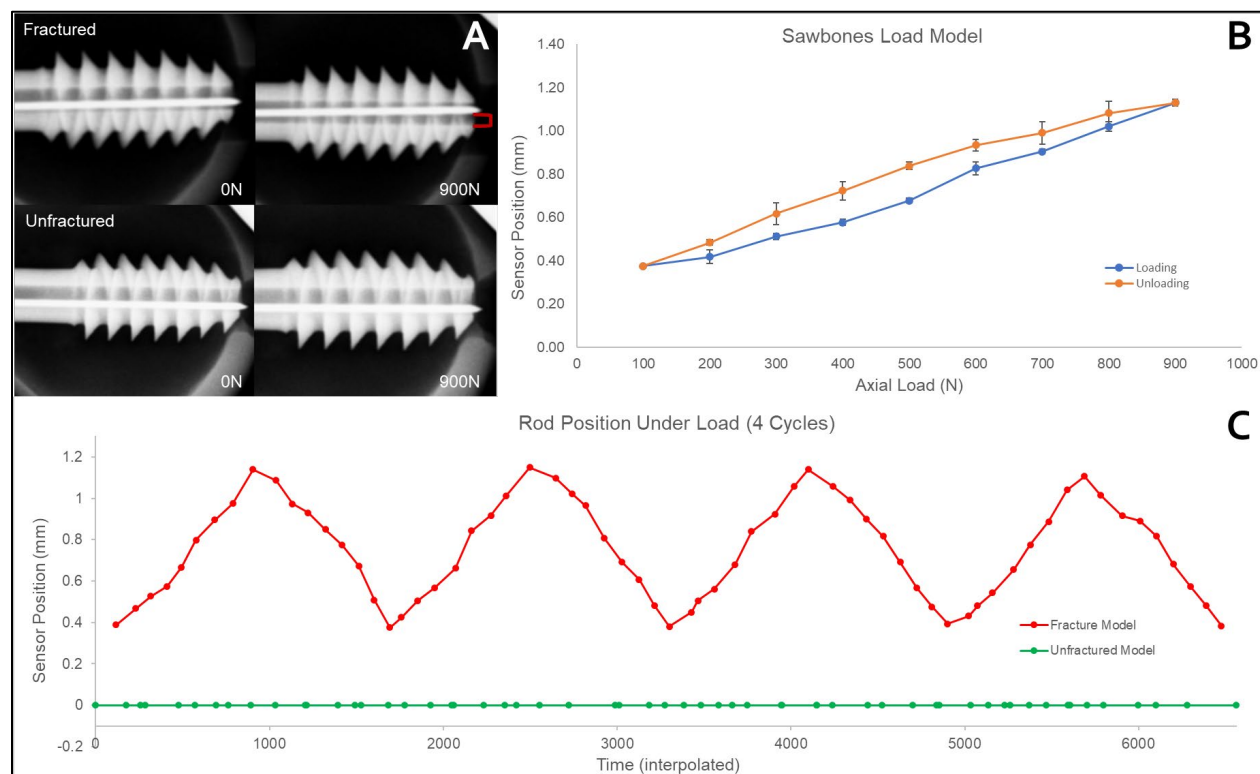 Fractured
A
0N
900N
Unfractured
0N
900N
Sawbones Load Model
B
Sensor Position (mm)
1.40
1.20
1.00
0.80
0.60
0.40
0.20
0.00
0 100 200 300 400 500 600 700 800 900 1000
Axial Load (N)
Loading
Unloading
Rod Position Under Load (4 Cycles)
C
Sensor Position (mm)
1.2
1
0.8
0.6
0.4
0.2
0
-0.2
0 1000 2000 3000 4000 5000 6000
Time (interpolated)
Fracture Model
Unfractured Model